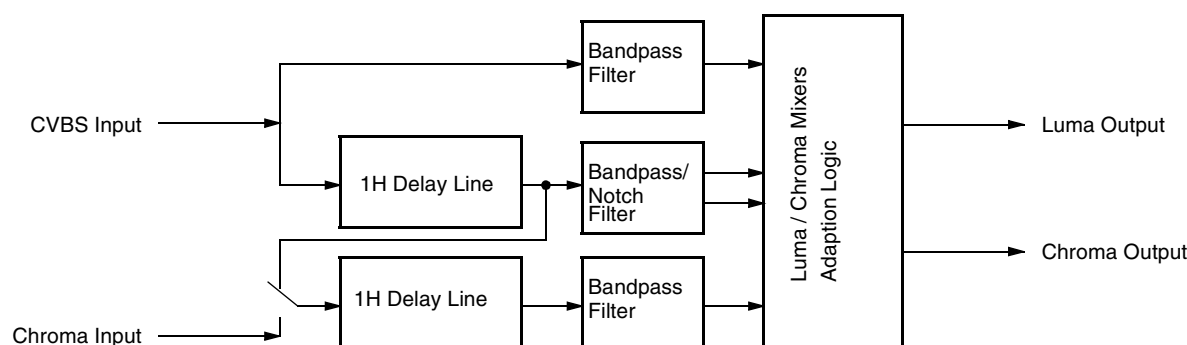 Bandpass
Filter
CVBS Input
1H Delay Line
Bandpass/
Notch
Filter
Luma / Chroma Mixers
Adaption Logic
Luma Output
Chroma Output
1H Delay Line
Bandpass
Filter
Chroma Input